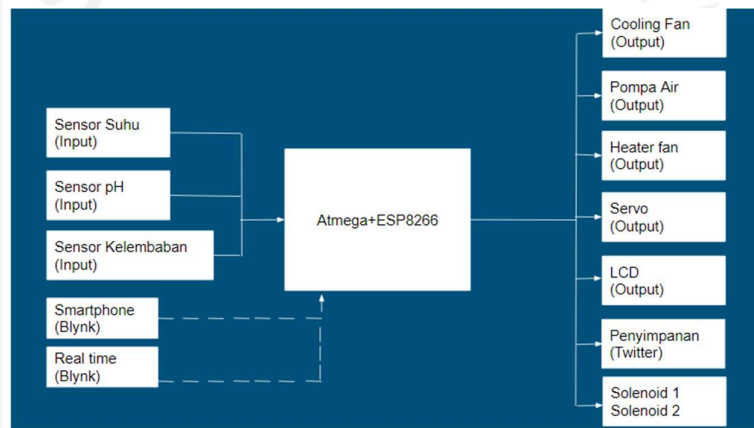 Sensor Suhu
(Input)
Sensor pH
(Input)
Sensor Kelembaban
(Input)
Smartphone
(Blynk)
Real time
(Blynk)
Atmega+ESP8266
Cooling Fan
(Output)
Pompa Air
(Output)
Heater fan
(Output)
Servo
(Output)
LCD
(Output)
Penyimpanan
(Twitter)
Solenoid 1
Solenoid 2